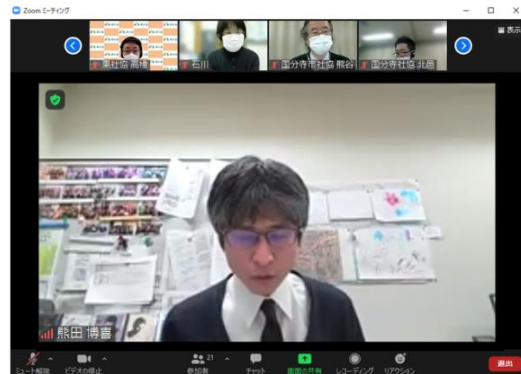 Zoom ミーティング
表示
東社協 高橋
石川
国分寺市社協 熊谷
国分寺社協 北邑
熊田 博喜
21
ミュート解除
ビデオの停止
参加者
チャット
画面の共有
レコーディング
リアクション
退出